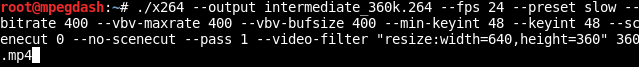 root@mpegdash:~# ./x264 --output intermediate_360k.264 --fps 24 --preset slow --
bitrate 400 --vbv-maxrate 400 --vbv-bufsize 400 --min-keyint 48 --keyint 48 --sc
enecut 0 --no-scenecut --pass 1 --video-filter "resize:width=640,height=360" 360
.mp4